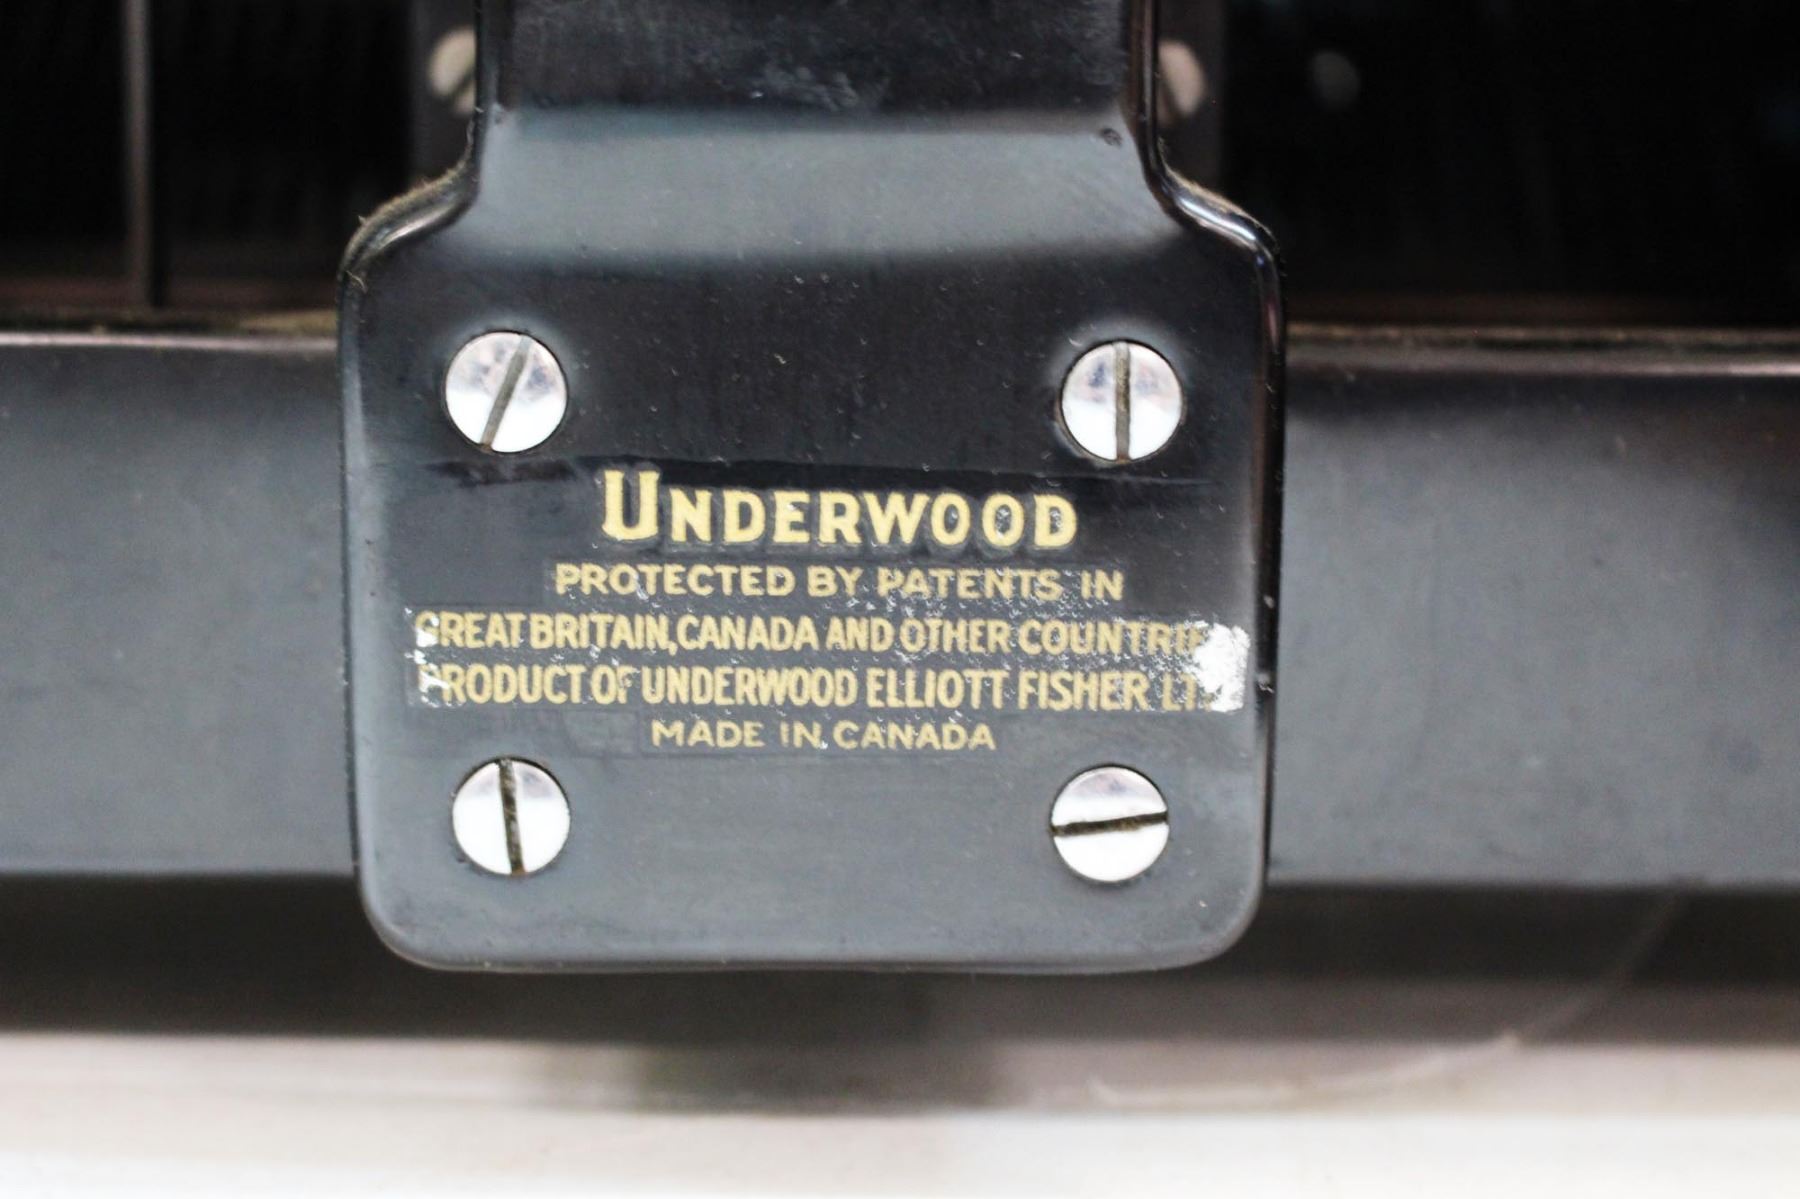 UNDERWOOD
PROTECTED BY PATENTS IN
GREAT BRITAIN, CANADA AND OTHER
PRODUCT OF UNDERWOOD ELLIOTT FISHER
MADE IN CANADA